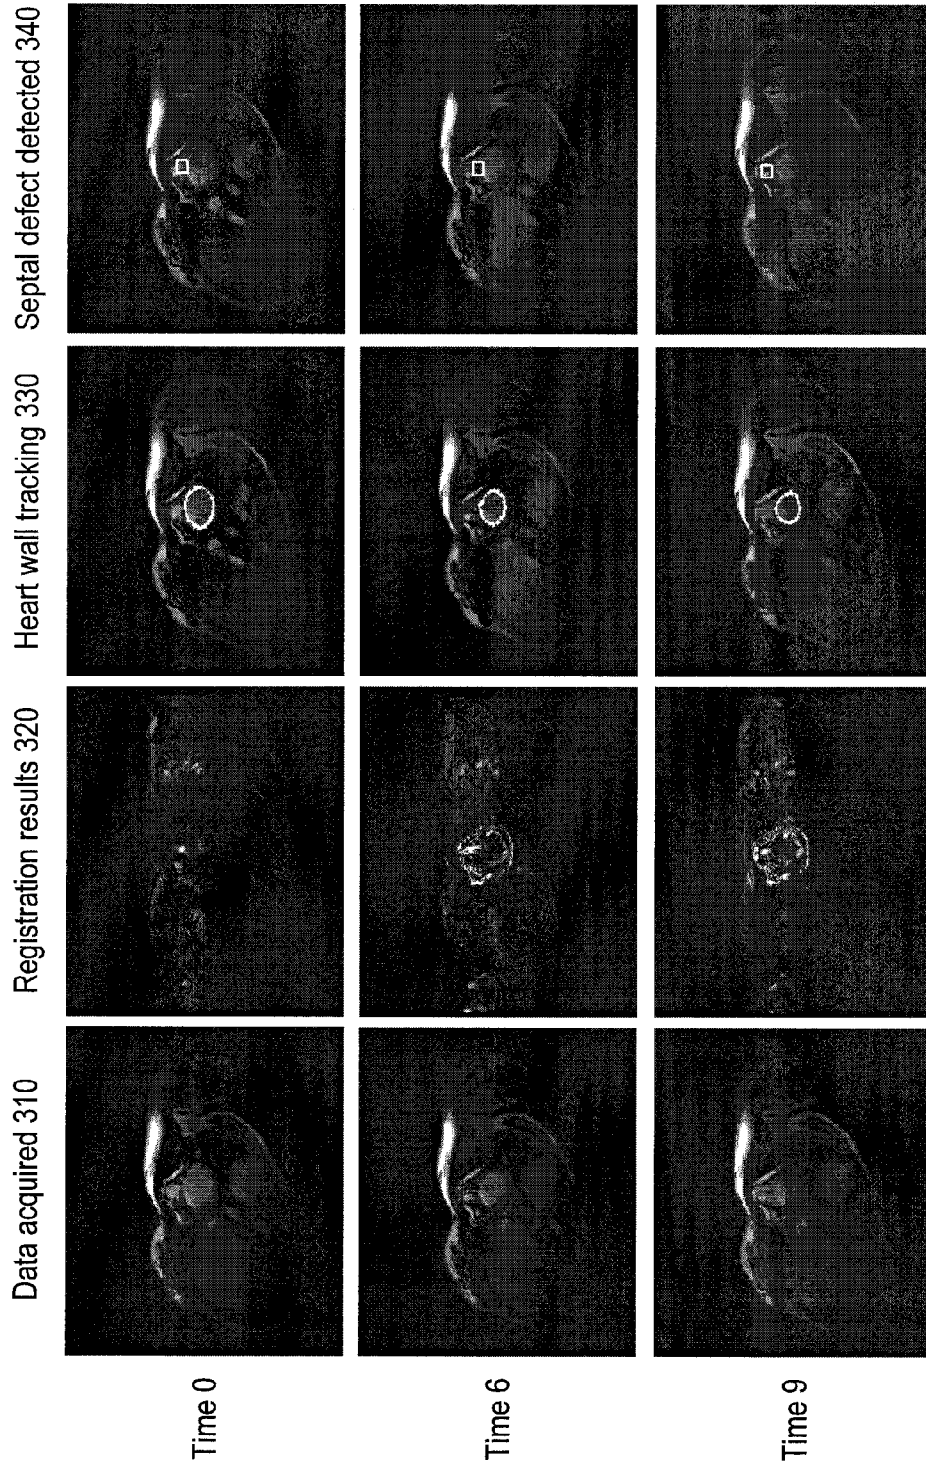 Data acquired 310
Registration results 320
Heart wall tracking 330
Septal defect detected 340
Time 0
Time 6
Time 9